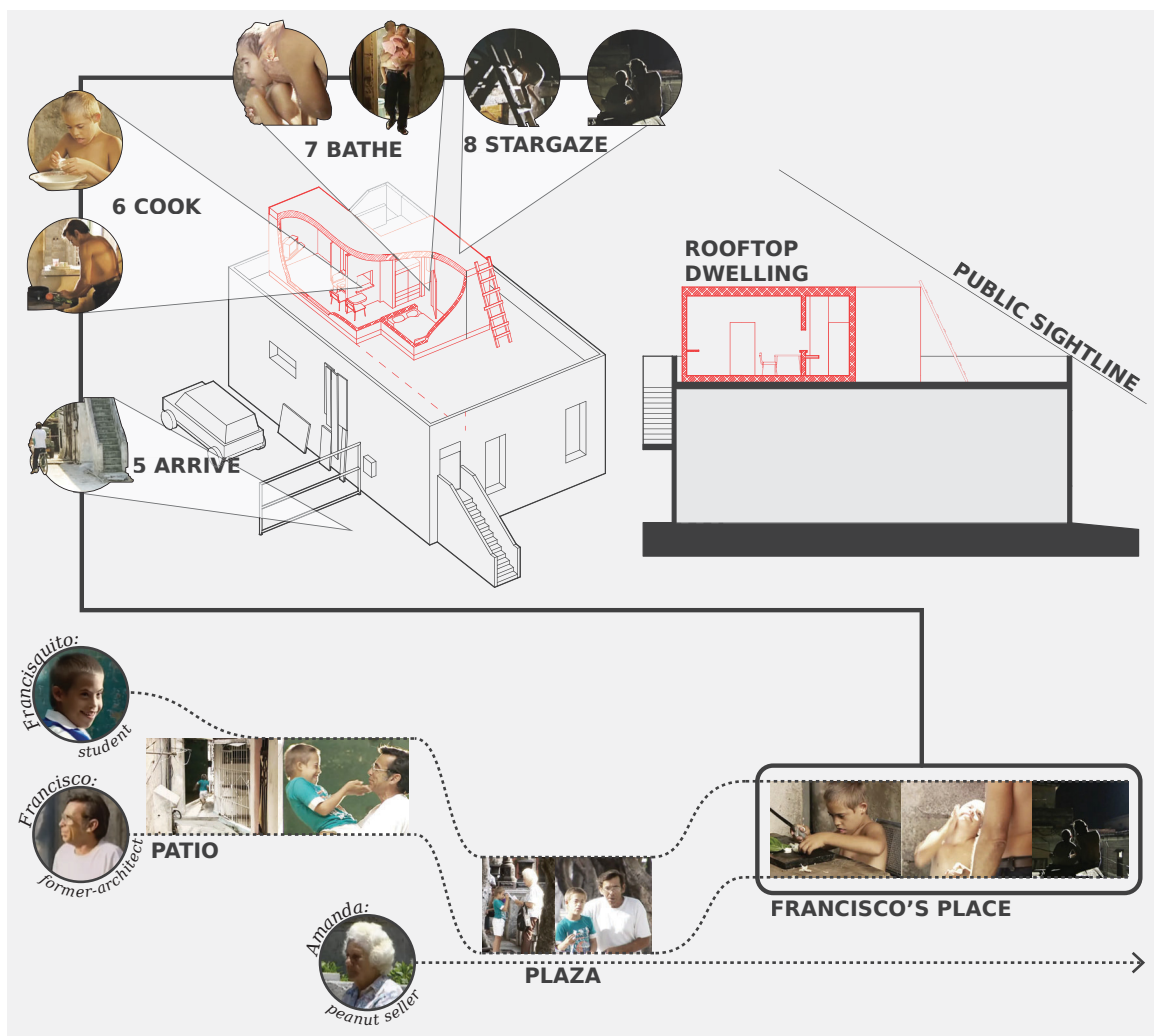 7 BATHE
8 STARGAZE
6 COOK
ROOFTOP
DWELLING
PUBLIC SIGHTLINE
5 ARRIVE
Francisquito:
student
Francisco:
former-architect
PATIO
FRANCISCO’S PLACE
Amanda:
peanut seller
PLAZA